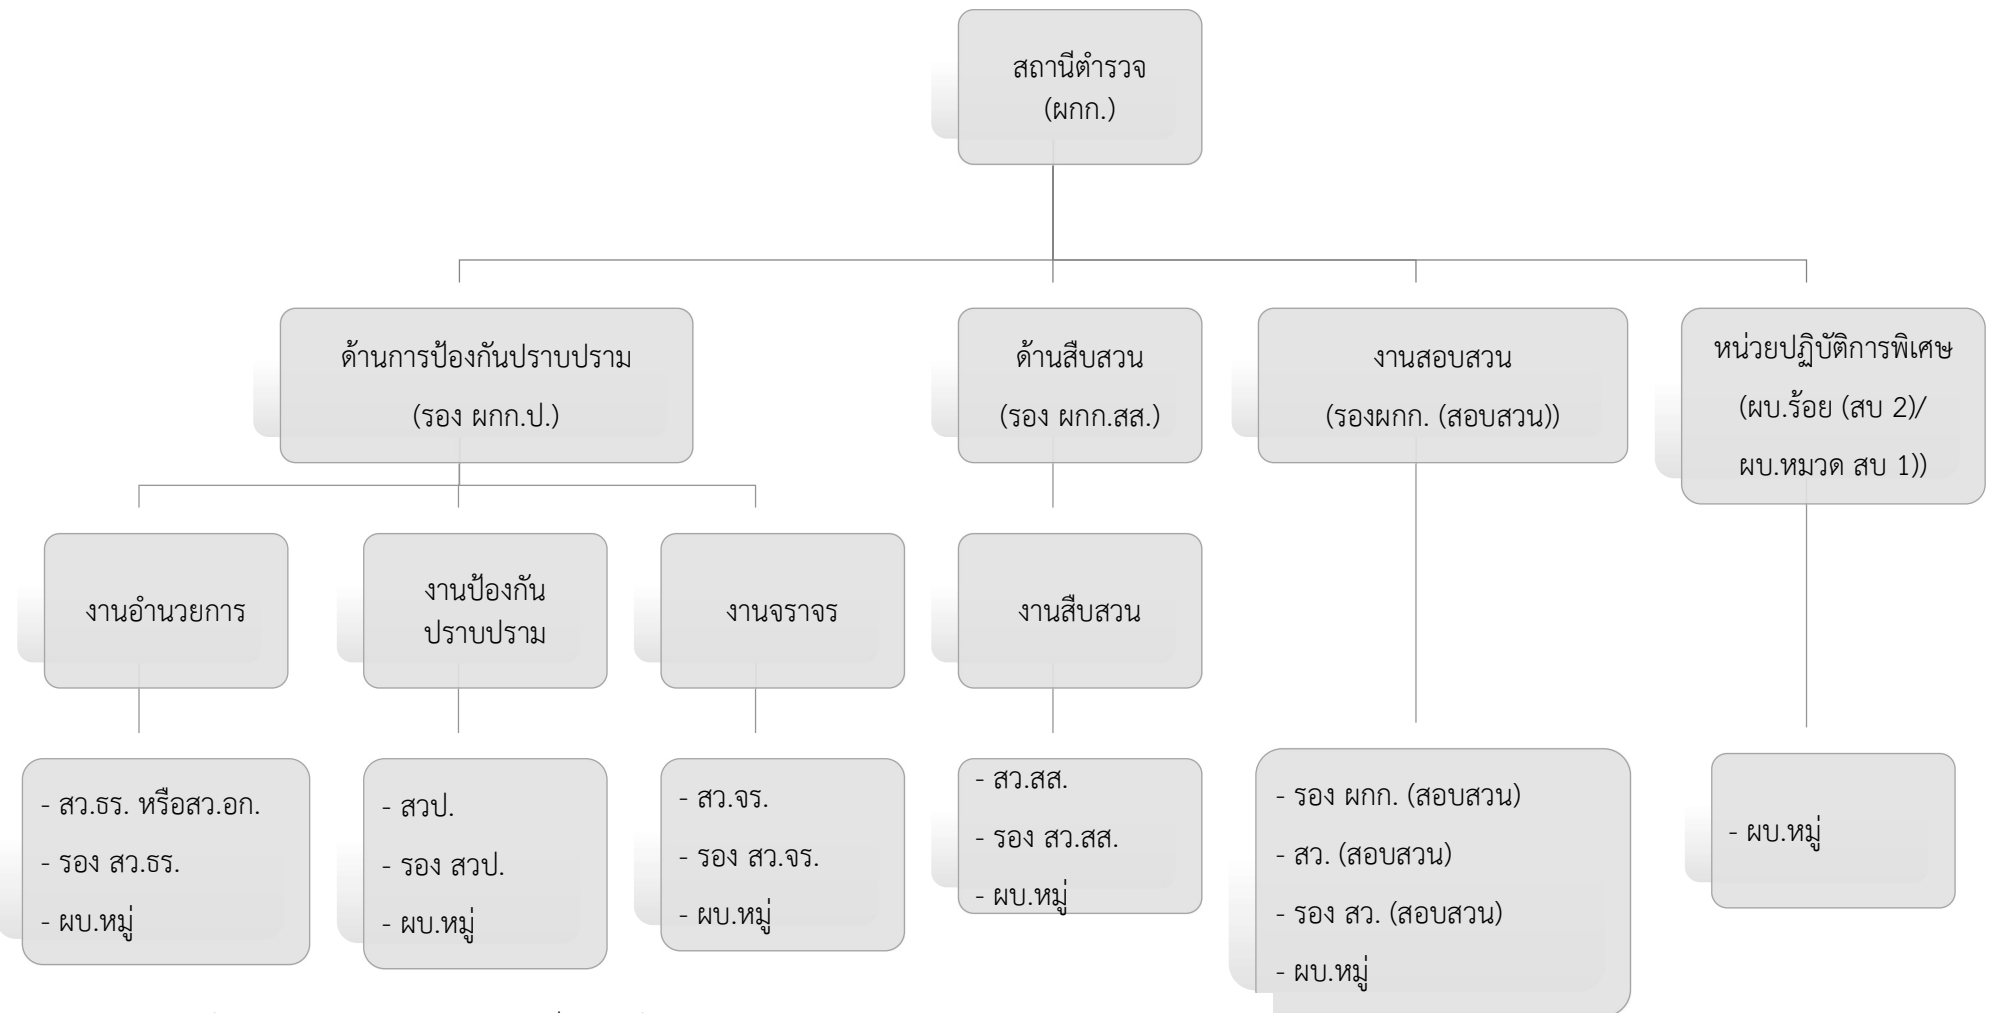 สถานีตำรวจ
(ผกก.)
ด้านการป้องกันปราบปราม
(รอง ผกก.ป.)
ด้านสืบสวน
(รอง ผกก.สส.)
งานสอบสวน
(รองผกก. (สอบสวน))
หน่วยปฏิบัติการพิเศษ
(ผบ.ร้อย (สบ 2)/
ผบ.หมวด สบ 1))
งานอำนวยการ
งานป้องกัน
ปราบปราม
งานจราจร
งานสืบสวน
- สว.ธร. หรือสว.อก.
- รอง สว.ธร.
- ผบ.หมู่
- สวป.
- รอง สวป.
- ผบ.หมู่
- สว.จร.
- รอง สว.จร.
- ผบ.หมู่
- สว.สส.
- รอง สว.สส.
- ผบ.หมู่
- รอง ผกก. (สอบสวน)
- สว. (สอบสวน)
- รอง สว. (สอบสวน)
- ผบ.หมู่
- ผบ.หมู่